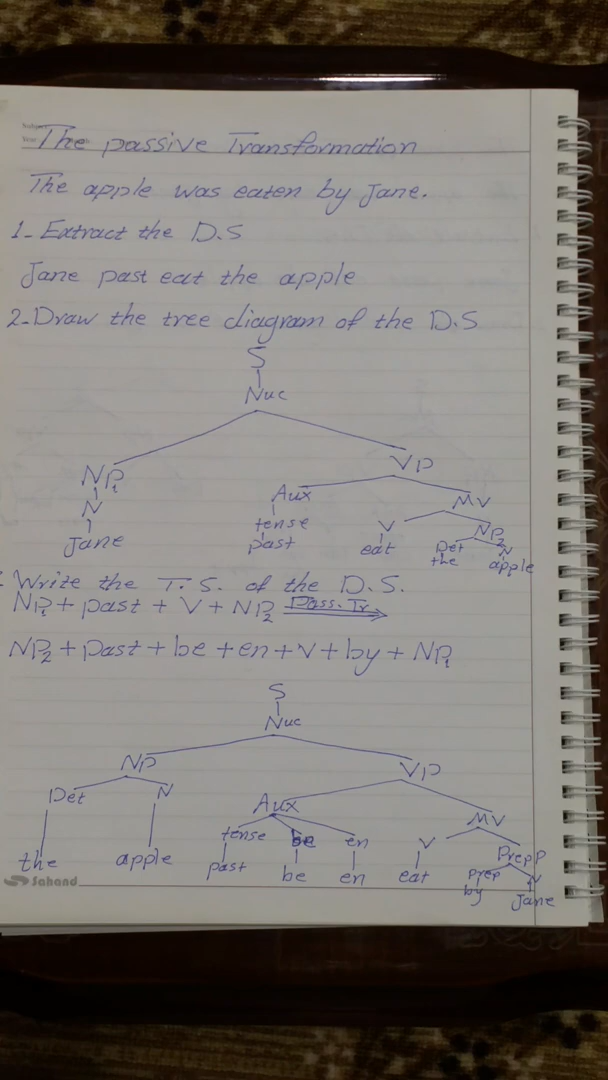 The passive Transformation
The apple was eaten by Jane.
1- Extract the D.S
Jane past eat the apple
2-Draw the tree diagram of the D.S
S
Nuc
NP1 VP
N Aux MV
Jane tense V NP2
past eat Det N
the apple
Write the T.S. of the D.S.
NP1 + past + V + NP2 Pass. Tr
NP2 + past + be + en + v + by + NP1
S
Nuc
NP VP
Det N Aux MV
tense be en V PrepP
the apple past be en eat prep N
by Jane
Sahand